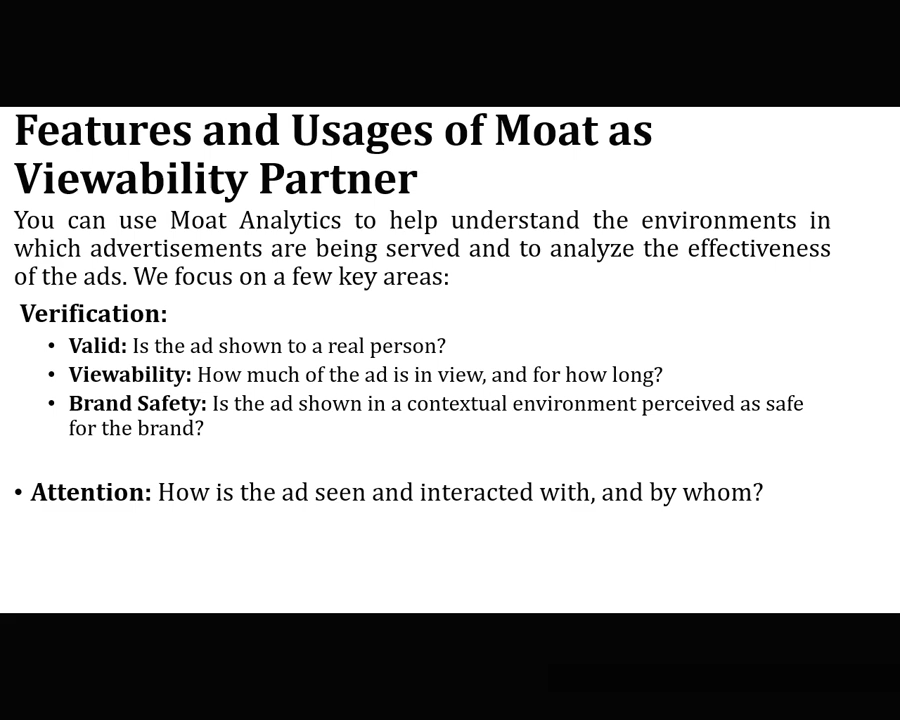 Features and Usages of Moat as
Viewability Partner
You can use Moat Analytics to help understand the environments in
which advertisements are being served and to analyze the effectiveness
of the ads. We focus on a few key areas:
Verification:
• Valid: Is the ad shown to a real person?
• Viewability: How much of the ad is in view, and for how long?
• Brand Safety: Is the ad shown in a contextual environment perceived as safe
for the brand?
• Attention: How is the ad seen and interacted with, and by whom?